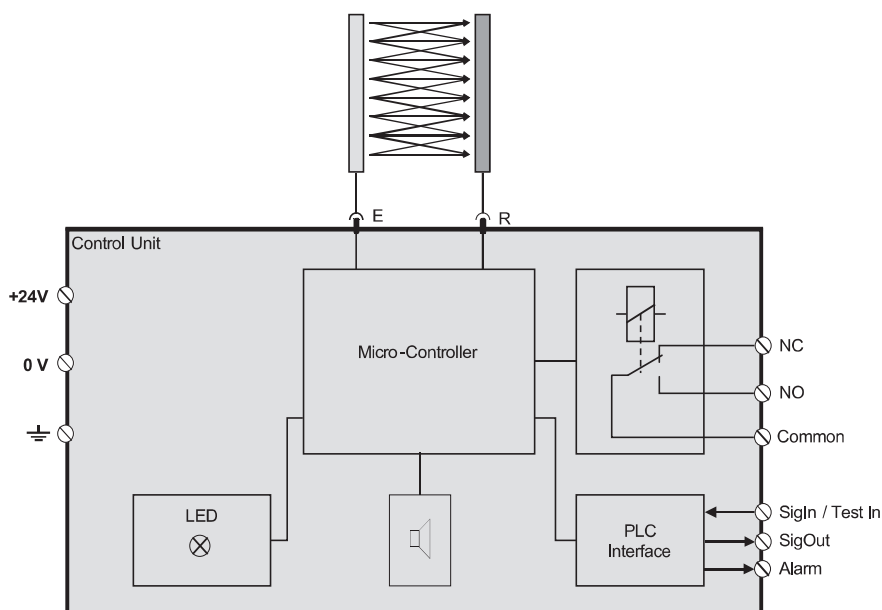 E
R
Control Unit
+24V
0 V
Micro-Controller
NC
NO
Common
LED
PLC
Interface
SigIn / Test In
SigOut
Alarm